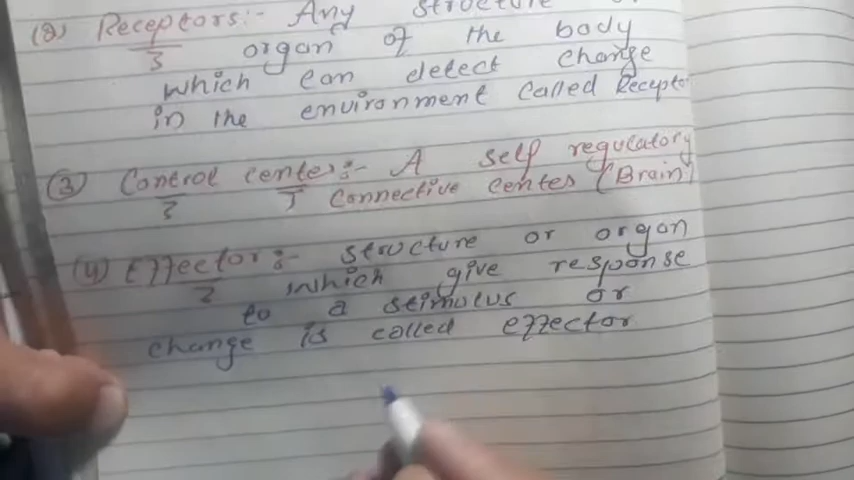 (2) Receptors:- Any structure
organ of the body
which can detect change
in the environment called Recepto
(3) Control center:- A self regulatory
Connective center (Brain)
(4) Effector:- structure or organ
which give response
to a stimulus or
change is called effector